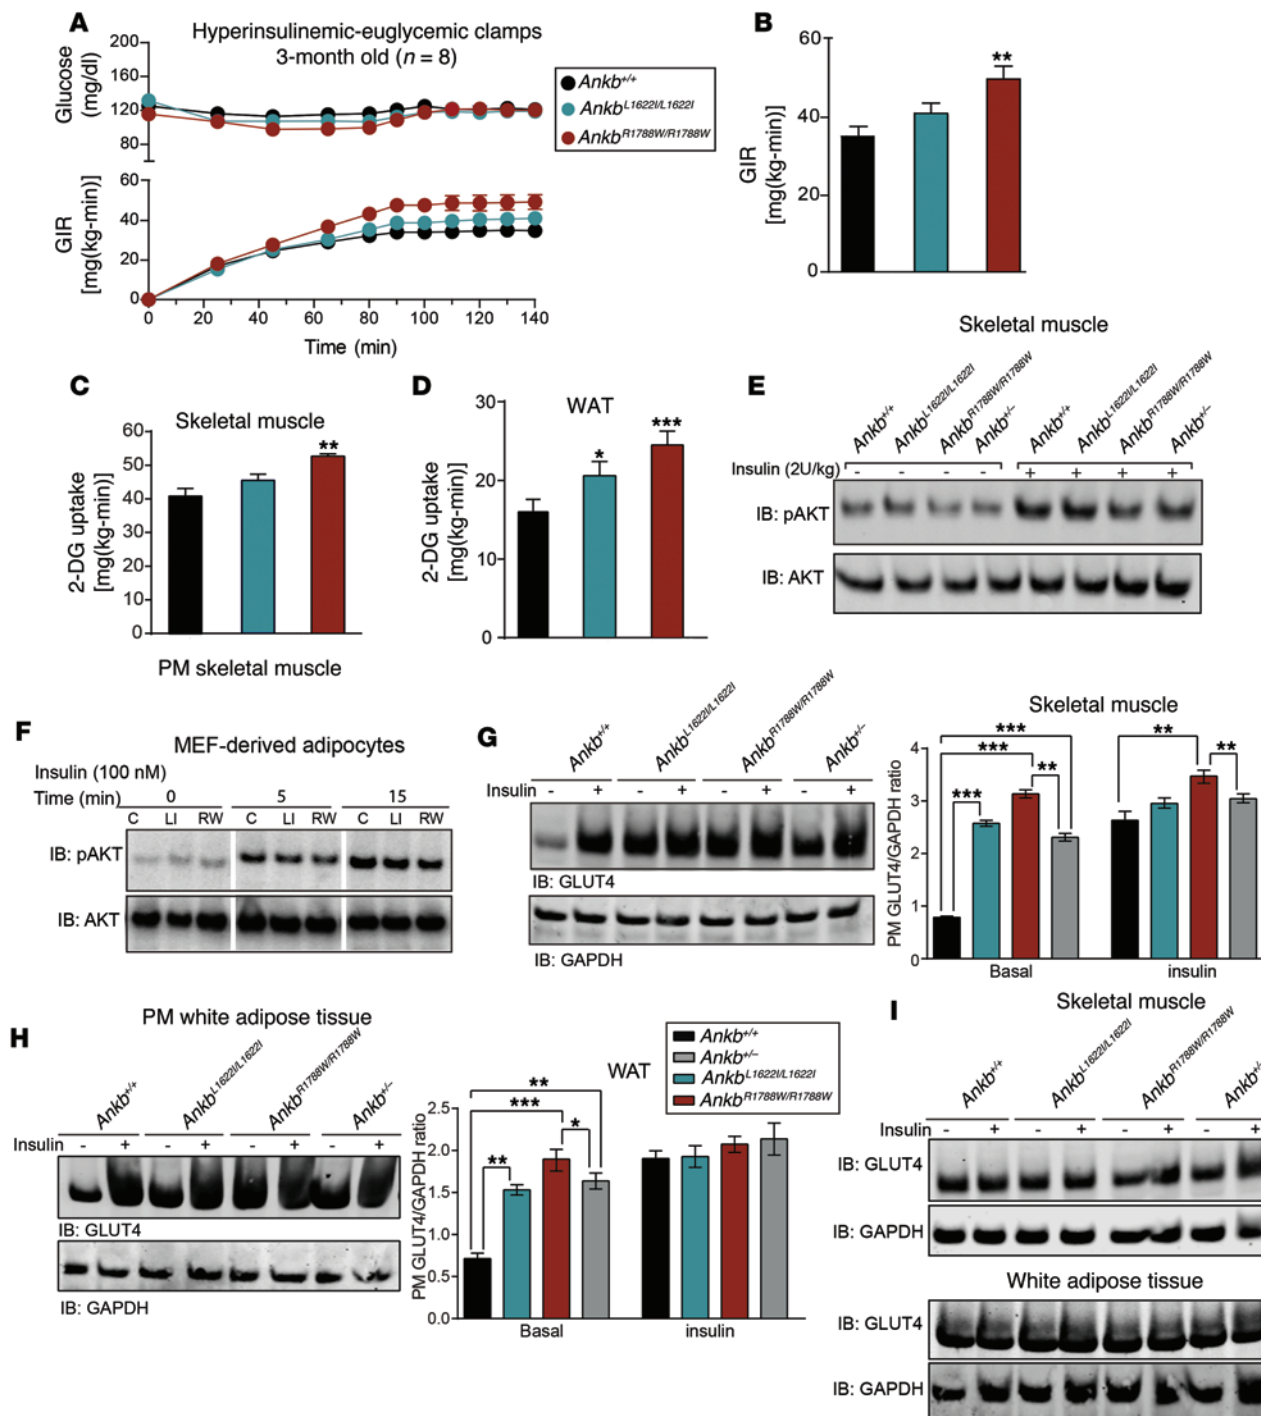 A
Hyperinsulinemic-euglycemic clamps
3-month old (n = 8)
Glucose
(mg/dl)
200
160
120
80
Ankb+/+
AnkbL1622I/L1622I
AnkbR1788W/R1788W
GIR
[mg(kg-min)]
60
40
20
0
0 20 40 60 80 100 120 140
Time (min)
B
GIR
[mg(kg-min)]
60
40
20
0
**
C
Skeletal muscle
2-DG uptake
[mg(kg-min)]
60
50
40
30
20
10
0
**
PM skeletal muscle
D
WAT
2-DG uptake
[mg(kg-min)]
30
20
10
0
*
***
E
Skeletal muscle
Ankb+/+ AnkbL1622I/L1622I AnkbR1788W/R1788W Ankb+/− Ankb+/+ AnkbL1622I/L1622I AnkbR1788W/R1788W Ankb+/−
Insulin (2U/kg) - - - - + + + +
IB: pAKT
IB: AKT
F
MEF-derived adipocytes
Insulin (100 nM)
Time (min) 0 5 15
C LI RW C LI RW C LI RW
IB: pAKT
IB: AKT
G
Ankb+/+ AnkbL1622I/L1622I AnkbR1788W/R1788W Ankb+/−
Insulin - + - + - + - +
IB: GLUT4
IB: GAPDH
Skeletal muscle
PM GLUT4/GAPDH ratio
4
3
2
1
0
***
***
***
**
**
**
Basal insulin
H
PM white adipose tissue
Ankb+/+ AnkbL1622I/L1622I AnkbR1788W/R1788W Ankb+/−
Insulin - + - + - + - +
IB: GLUT4
IB: GAPDH
WAT
Ankb+/+
Ankb+/−
AnkbL1622I/L1622I
AnkbR1788W/R1788W
PM GLUT4/GAPDH ratio
2.5
2.0
1.5
1.0
0.5
0.0
**
***
*
**
Basal insulin
I
Skeletal muscle
Ankb+/+ AnkbL1622I/L1622I AnkbR1788W/R1788W Ankb+/
Insulin - + - + - + - +
IB: GLUT4
IB: GAPDH
White adipose tissue
IB: GLUT4
IB: GAPDH